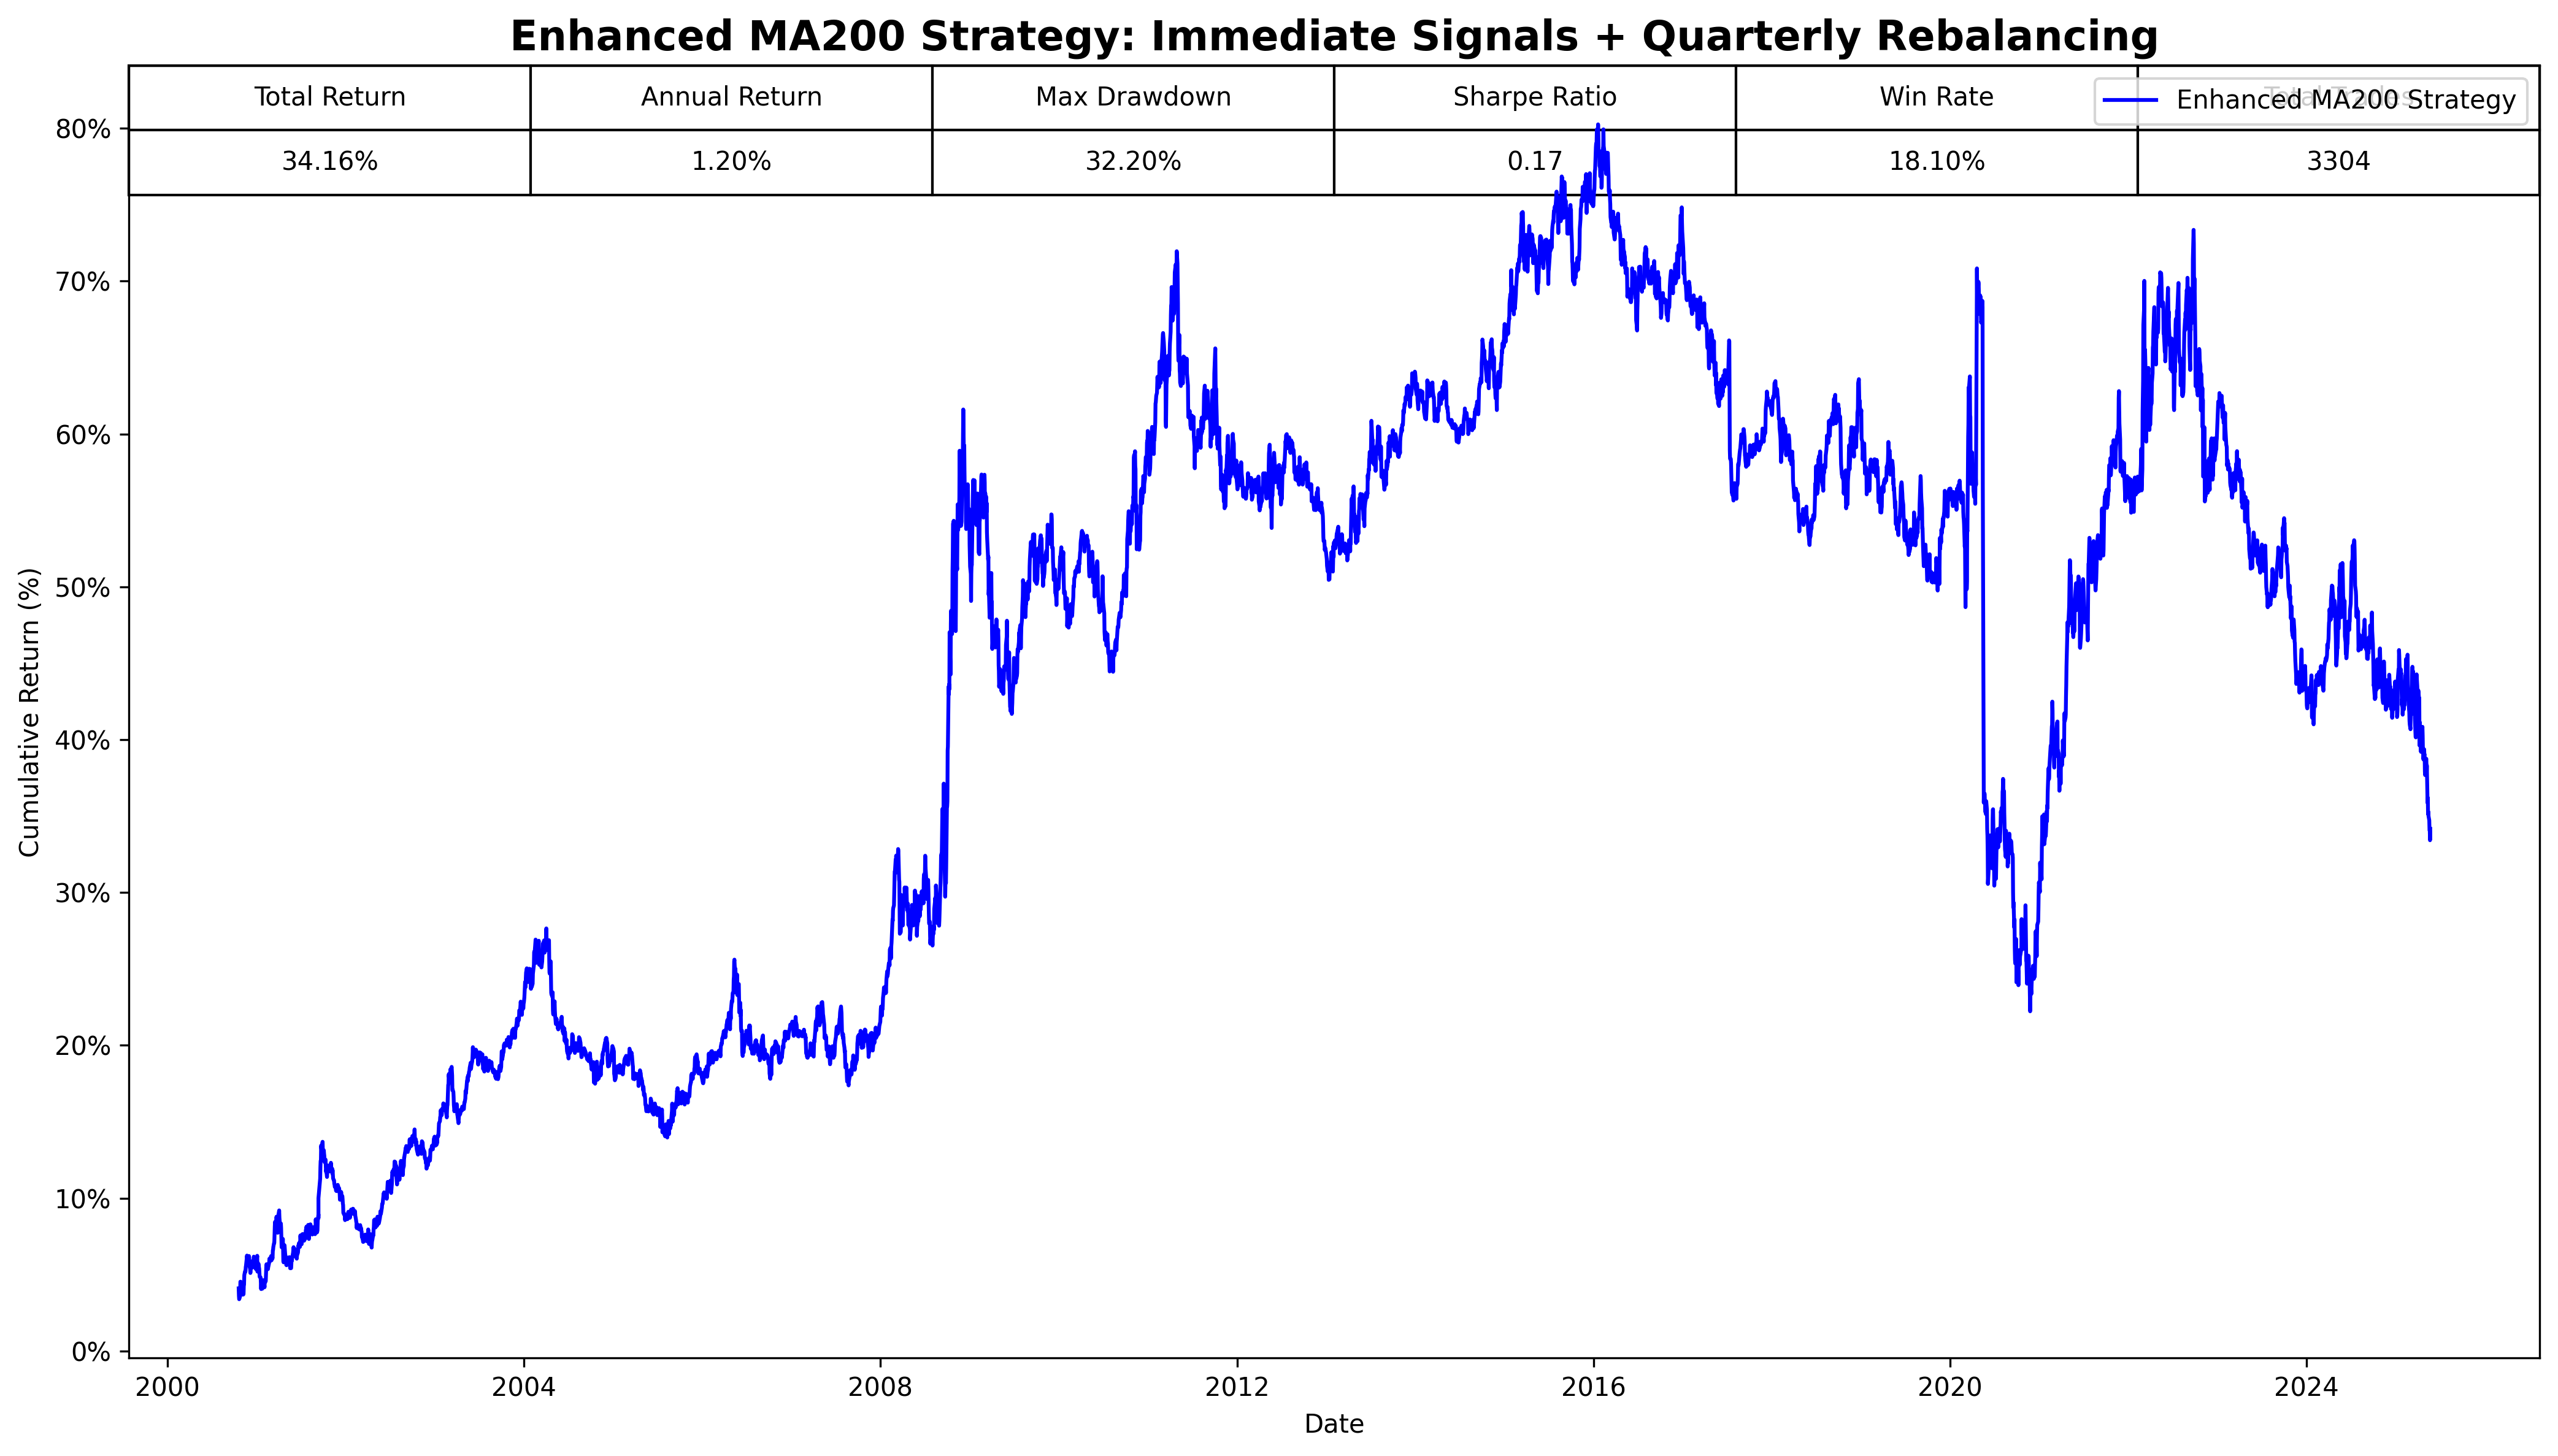 Enhanced MA200 Strategy: Immediate Signals + Quarterly Rebalancing
Total Return Annual Return Max Drawdown Sharpe Ratio Win Rate Total Trades
Enhanced MA200 Strategy
34.16% 1.20% 32.20% 0.17 18.10% 3304
80%
70%
60%
50%
40%
30%
20%
10%
0%
Cumulative Return (%)
2000 2004 2008 2012 2016 2020 2024
Date